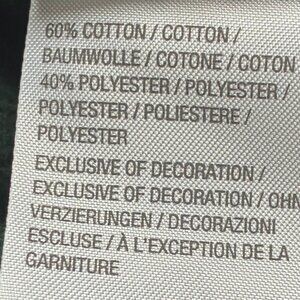 60% COTTON / COTTON /
BAUMWOLLE / COTONE / COTON
40% POLYESTER / POLYESTER /
POLYESTER / POLIESTERE /
POLYESTER
EXCLUSIVE OF DECORATION /
EXCLUSIVE OF DECORATION / OHN
VERZIERUNGEN / DECORAZIONI
ESCLUSE / À L'EXCEPTION DE LA
GARNITURE